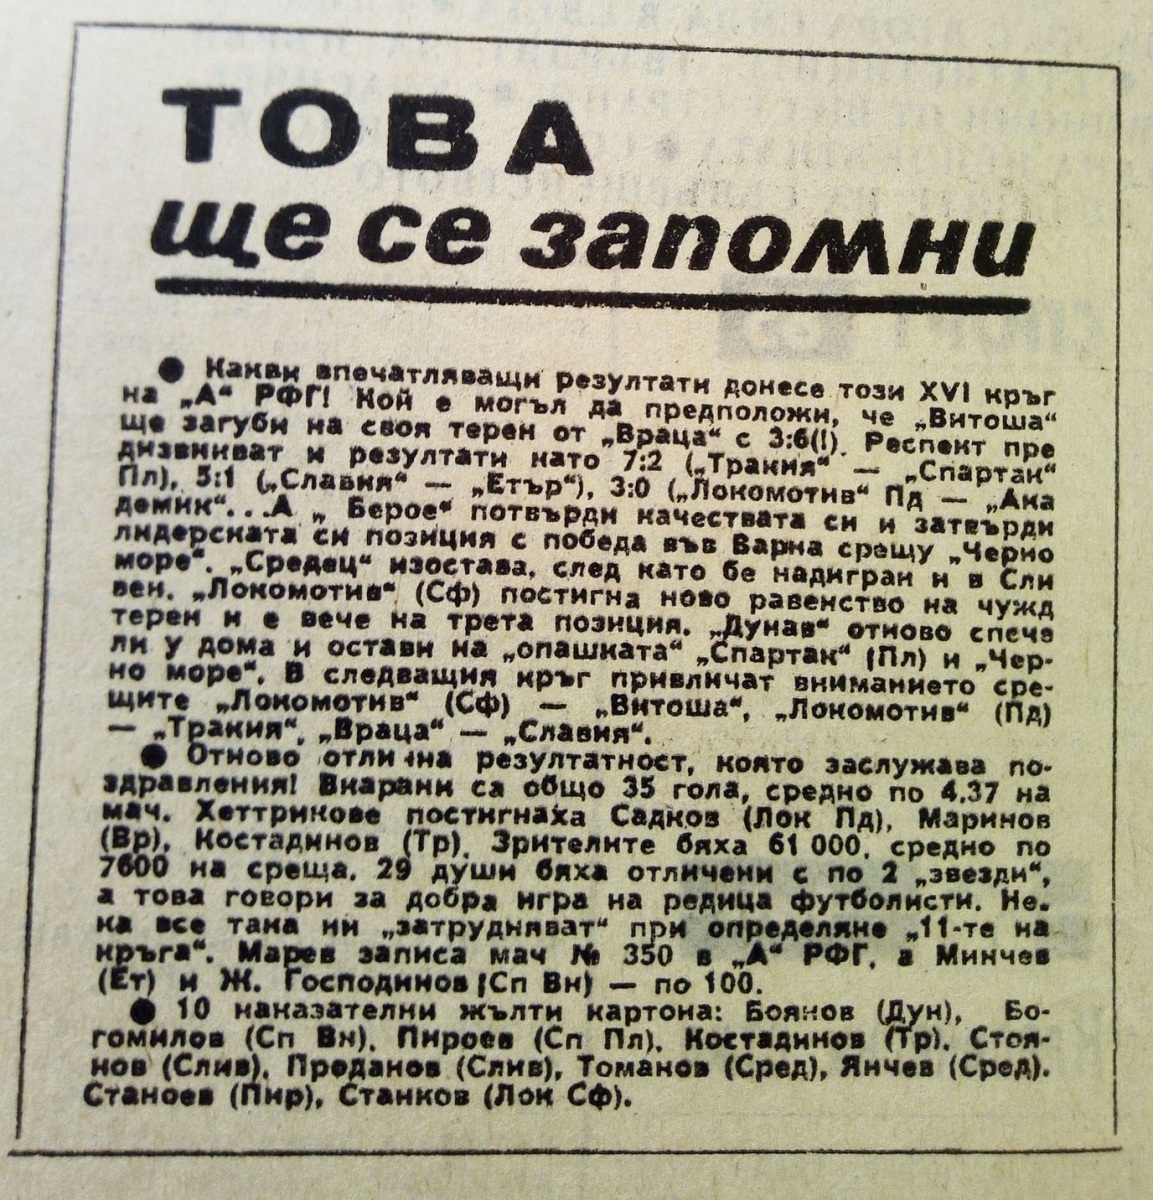 ТОВА
ще се запомни
● Какви впечатляващи резултати донесе този XVI кръг
на „А“ РФГ! Кой е могъл да предположи, че „Витоша“
ще загуби на своя терен от „Враца“ с 3:6(!). Респект пре
дизвикват и резултати като 7:2 („Тракия“ — „Спартак“
Пл), 5:1 („Славия“ — „Етър“), 3:0 („Локомотив“ Пд — „Ака
демик“...А „ Берое“ потвърди качествата си и затвърди
лидерската си позиция с победа във Варна срещу „Черно
море“. „Средец“ изостава, след като бе надигран и в Сли
вен. „Локомотив“ (Сф) постигна ново равенство на чужд
терен и е вече на трета позиция. „Дунав“ отново спече
ли у дома и остави на „опашката“ „Спартак“ (Пл) и „Чер-
но море“. В следващия кръг привличат вниманието сре-
щите „Локомотив“ (Сф) — „Витоша“, „Локомотив“ (Пд)
— „Тракия“, „Враца“ — „Славия“.
● Отново отлична резултатност, която заслужава по-
здравления! Вкарани са общо 35 гола, средно по 4.37 на
мач. Хеттрикове постигнаха Садков (Лок Пд), Маринов
(Вр), Костадинов (Тр). Зрителите бяха 61 000, средно по
7600 на среща. 29 души бяха отличени с по 2 „звезди“,
а това говори за добра игра на редица футболисти. Не-
ка все така ни „затрудняват“ при определяне „11-те на
кръга“. Марев записа мач № 350 в „А“ РФГ, а Минчев
(Ет) и Ж. Господинов (Сп Вн) — по 100.
● 10 наказателни жълти картона: Боянов (Дун), Бо-
гомилов (Сп Вн), Пироев (Сп Пл), Костадинов (Тр), Стоя-
нов (Слив), Преданов (Слив), Томанов (Сред), Янчев (Сред).
Станоев (Пир), Станков (Лок Сф).